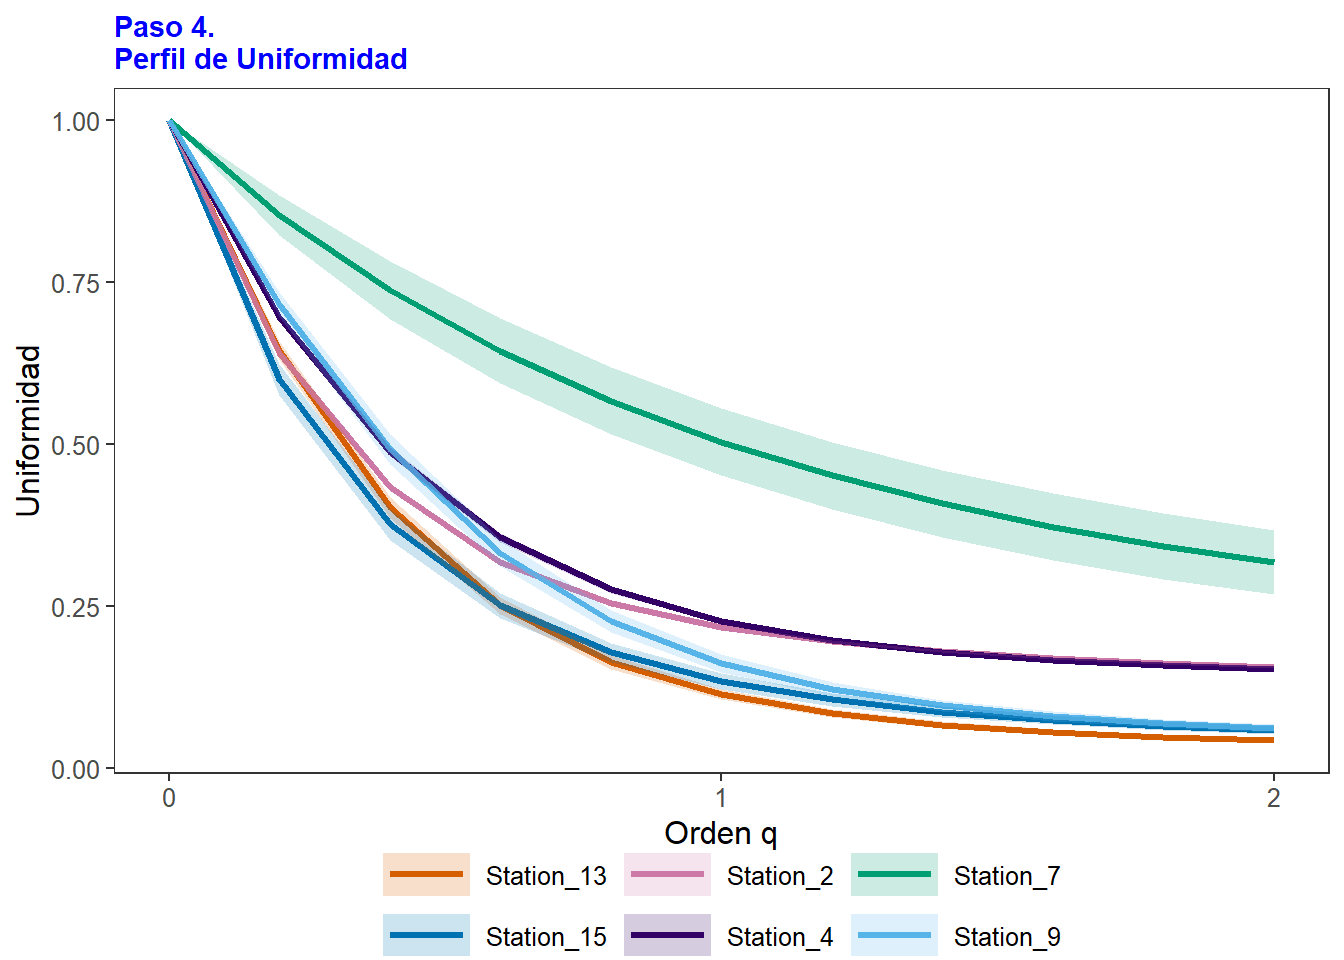 Paso 4.
Perfil de Uniformidad
1.00
0.75
0.50
0.25
0.00
Uniformidad
0 1 2
Orden q
Station_13 Station_2 Station_7
Station_15 Station_4 Station_9